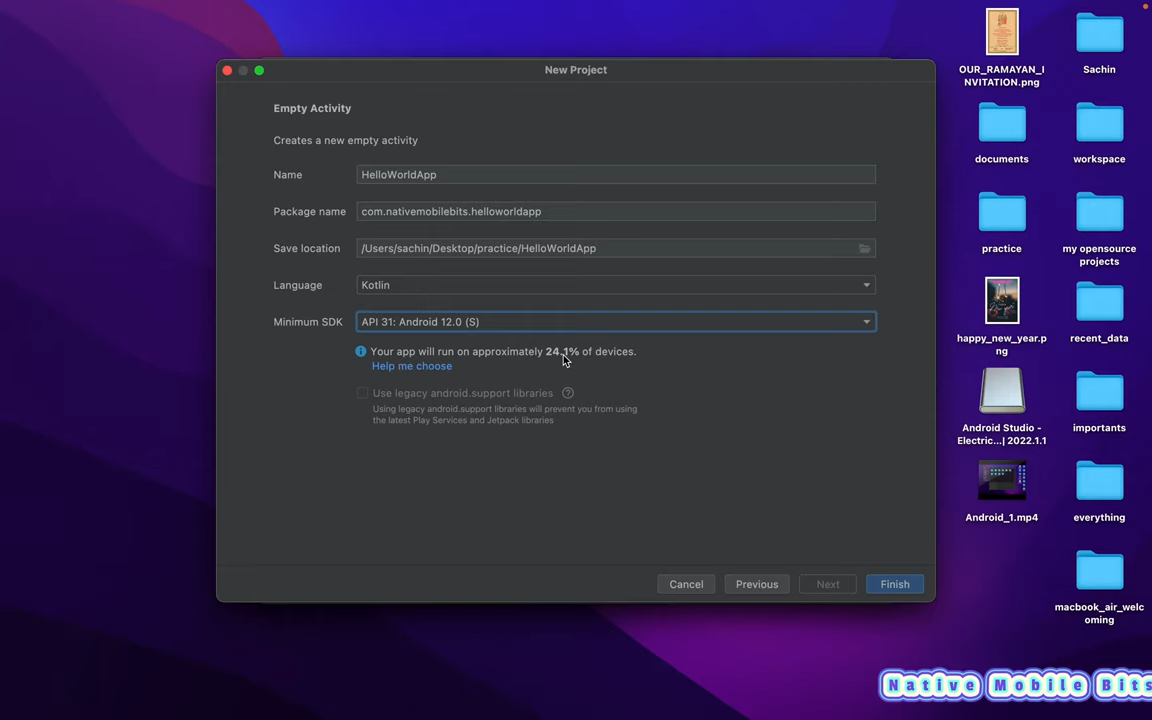 New Project
Empty Activity
Creates a new empty activity
Name
HelloWorldApp
Package name
com.nativemobilebits.helloworldapp
Save location
/Users/sachin/Desktop/practice/HelloWorldApp
Language
Kotlin
Minimum SDK
API 31: Android 12.0 (S)
Your app will run on approximately 24.1% of devices.
Help me choose
Use legacy android.support libraries
?
Using legacy android.support libraries will prevent you from using
the latest Play Services and Jetpack libraries
Cancel
Previous
Next
Finish
OUR_RAMAYAN_I
NVITATION.png
Sachin
documents
workspace
practice
my opensource
projects
happy_new_year.p
ng
recent_data
Android Studio -
Electric...| 2022.1.1
importants
Android_1.mp4
everything
macbook_air_welc
oming
Native Mobile Bits